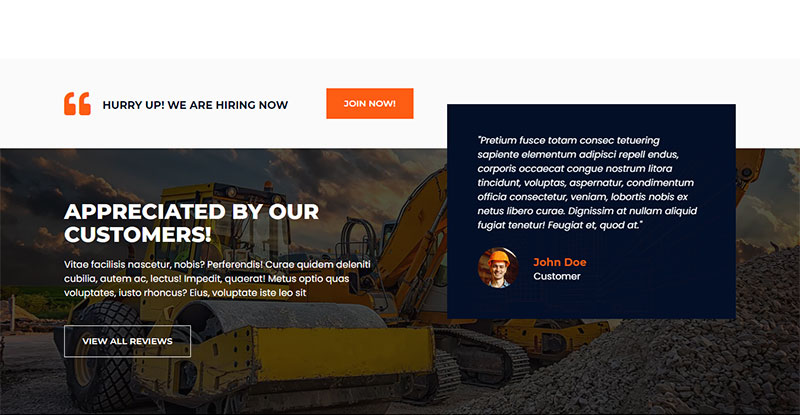 HURRY UP! WE ARE HIRING NOW
JOIN NOW!
APPRECIATED BY OUR
CUSTOMERS!
Vitae facilisis nascetur, nobis? Perferendis! Curae quidem deleniti
cubilia, autem ac, lectus! Impedit, quaerat! Metus optio quas
voluptates, iusto rhoncus? Eius, voluptate iste leo sit
VIEW ALL REVIEWS
"Pretium fusce totam consec tetuering
sapiente elementum adipisci repell endus,
corporis occaecat congue nostrum litora
tincidunt, voluptas, aspernatur, condimentum
officia consectetur, veniam, lobortis nobis ex
netus libero curae. Dignissim at nullam aliquid
fugiat tenetur! Feugiat et, quod at."
John Doe
Customer